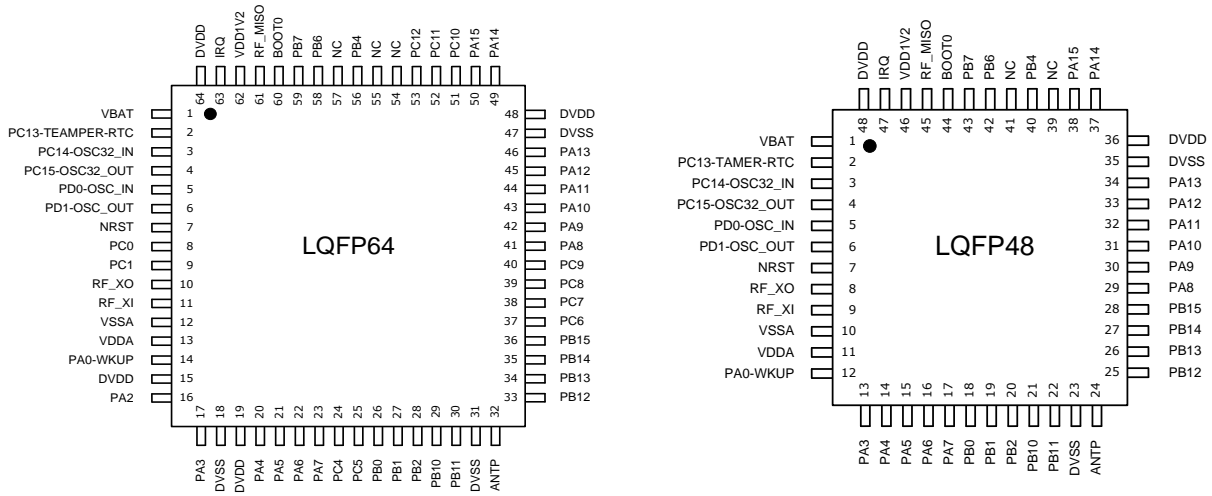 DVDD IRQ VDD1V2 RF_MISO BOOT0 PB7 PB6 NC PB4 NC NC PC12 PC11 PC10 PA15 PA14
64 63 62 61 60 59 58 57 56 55 54 53 52 51 50 49
VBAT 1
PC13-TEAMPER-RTC 2
PC14-OSC32_IN 3
PC15-OSC32_OUT 4
PD0-OSC_IN 5
PD1-OSC_OUT 6
NRST 7
PC0 8
PC1 9
RF_XO 10
RF_XI 11
VSSA 12
VDDA 13
PA0-WKUP 14
DVDD 15
PA2 16
LQFP64
48 DVDD
47 DVSS
46 PA13
45 PA12
44 PA11
43 PA10
42 PA9
41 PA8
40 PC9
39 PC8
38 PC7
37 PC6
36 PB15
35 PB14
34 PB13
33 PB12
17 18 19 20 21 22 23 24 25 26 27 28 29 30 31 32
PA3 DVSS DVDD PA4 PA5 PA6 PA7 PC4 PC5 PB0 PB1 PB2 PB10 PB11 DVSS ANTP
DVDD IRQ VDD1V2 RF_MISO BOOT0 PB7 PB6 NC PB4 NC PA15 PA14
48 47 46 45 44 43 42 41 40 39 38 37
VBAT 1
PC13-TAMER-RTC 2
PC14-OSC32_IN 3
PC15-OSC32_OUT 4
PD0-OSC_IN 5
PD1-OSC_OUT 6
NRST 7
RF_XO 8
RF_XI 9
VSSA 10
VDDA 11
PA0-WKUP 12
LQFP48
36 DVDD
35 DVSS
34 PA13
33 PA12
32 PA11
31 PA10
30 PA9
29 PA8
28 PB15
27 PB14
26 PB13
25 PB12
13 14 15 16 17 18 19 20 21 22 23 24
PA3 PA4 PA5 PA6 PA7 PB0 PB1 PB2 PB10 PB11 DVSS ANTP